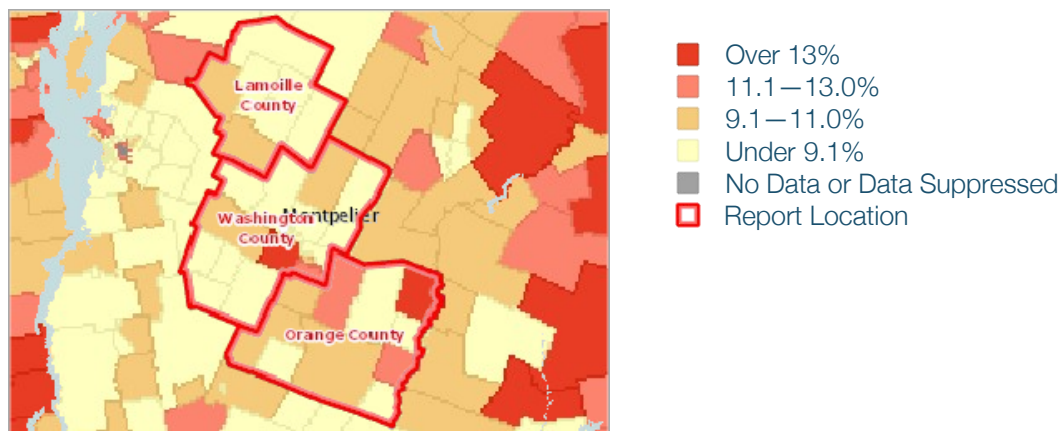 Lamoille
County
Montpelier
Washington
County
Orange County
Over 13%
11.1—13.0%
9.1—11.0%
Under 9.1%
No Data or Data Suppressed
Report Location